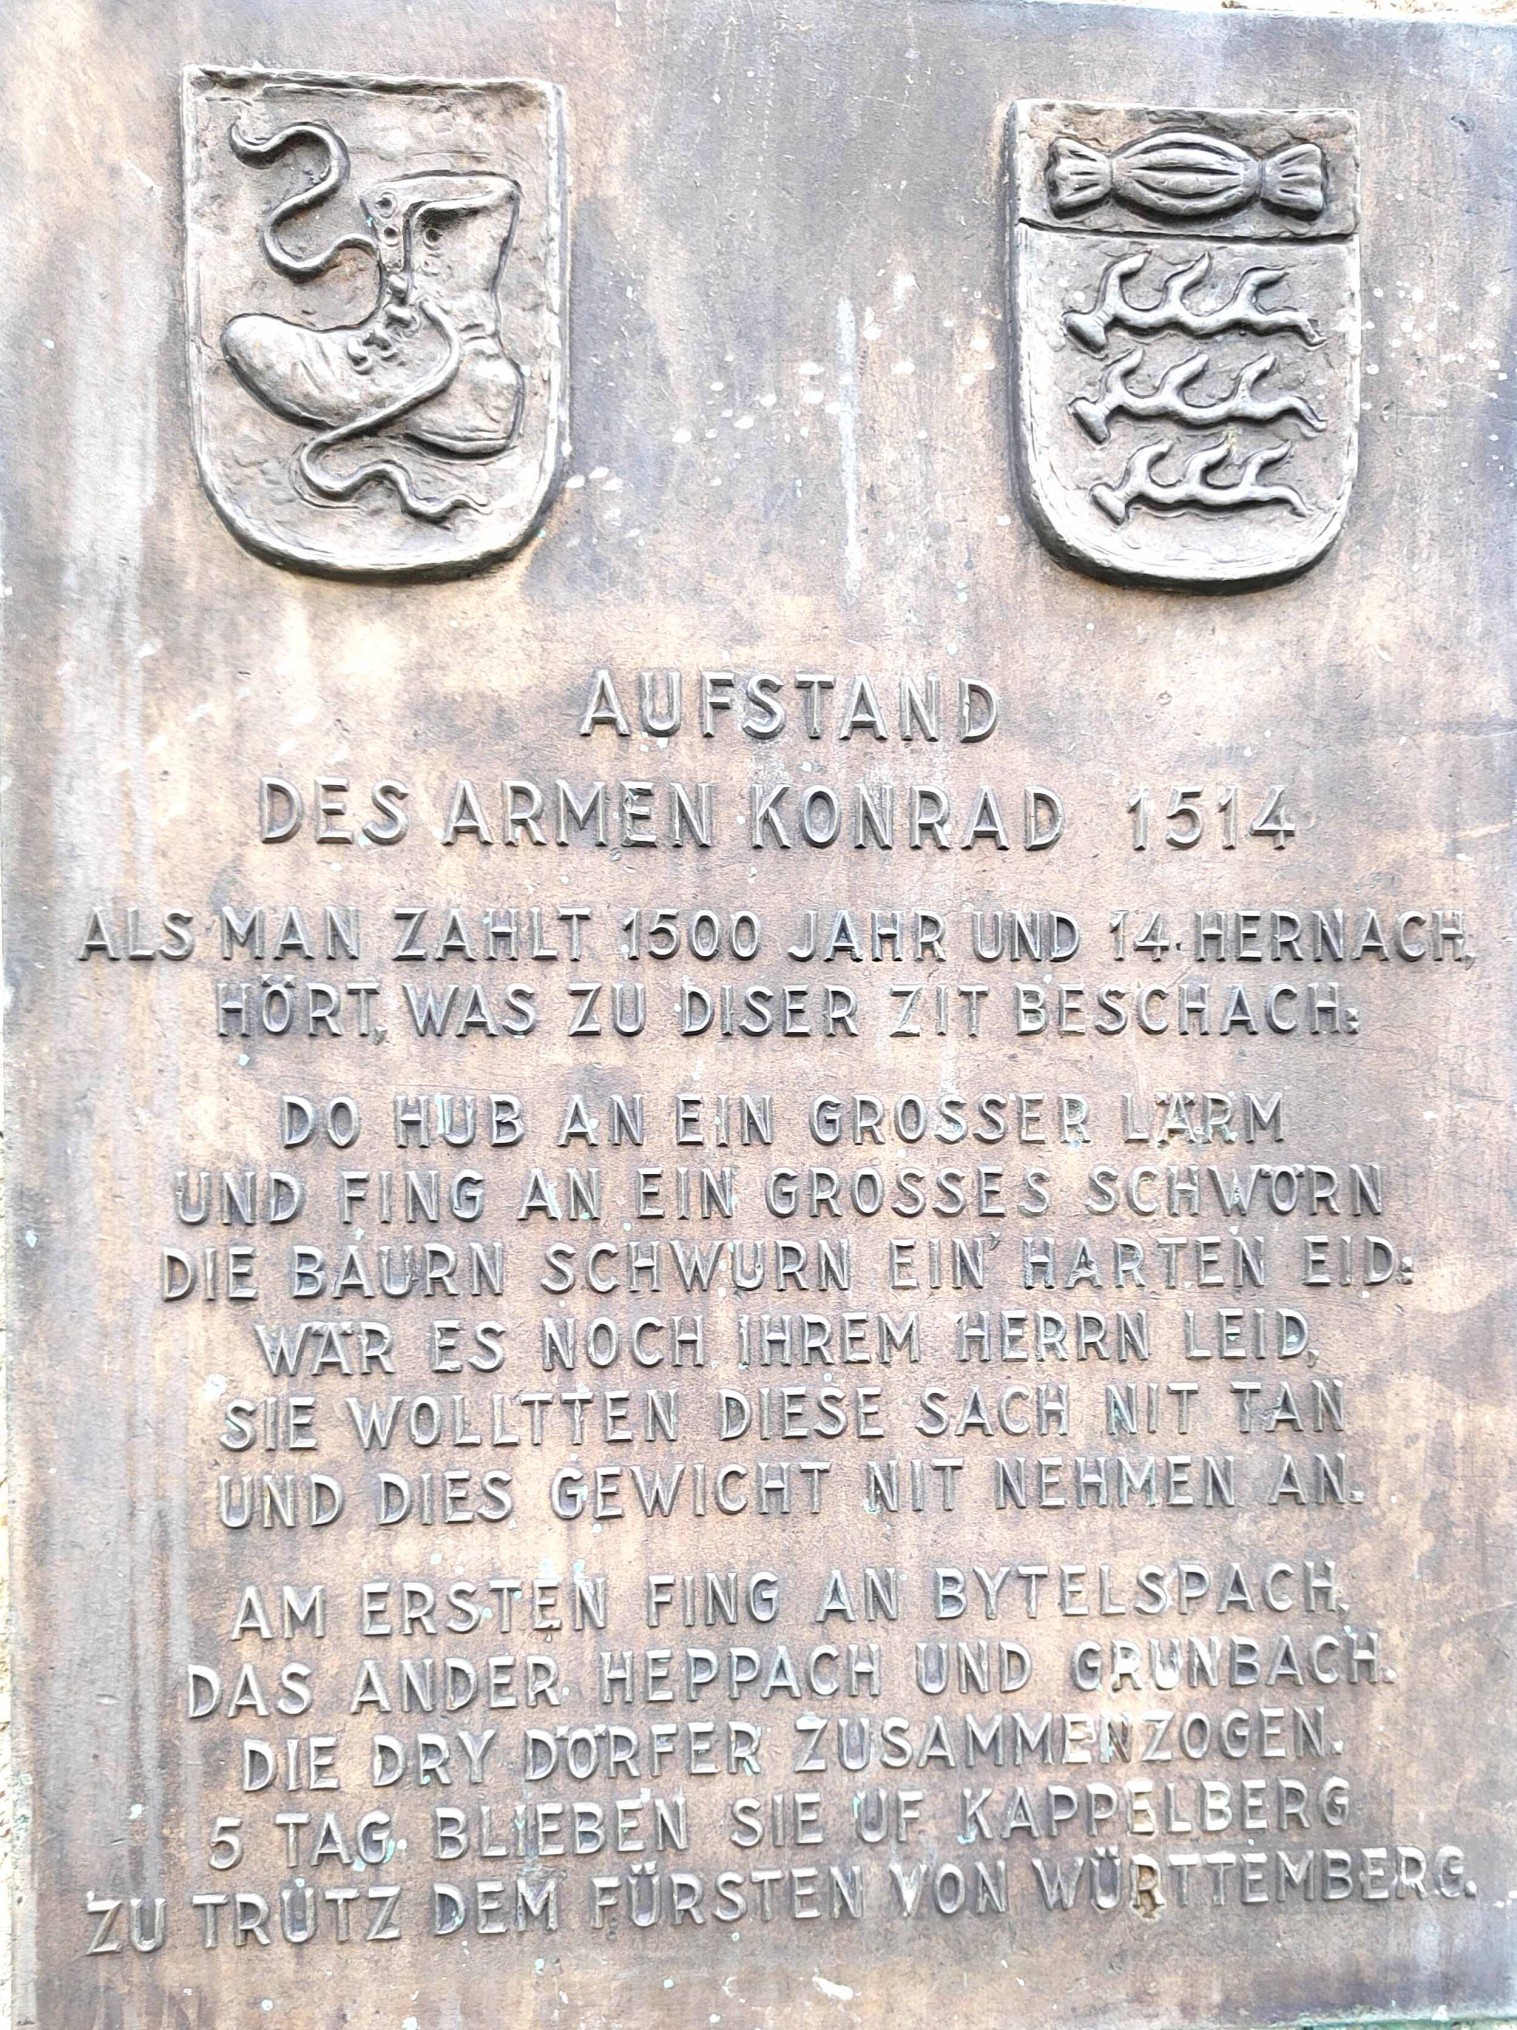 AUFSTAND
DES ARMEN KONRAD 1514
ALS MAN ZAHLT 1500 JAHR UND 14 HERNACH,
HÖRT, WAS ZU DISER ZIT BESCHACH:
DO HUB AN EIN GROSSER LÄRM
UND FING AN EIN GROSSES SCHWÖRN
DIE BAURN SCHWURN EIN HARTEN EID:
WÄR ES NOCH IHREM HERRN LEID,
SIE WOLLTTEN DIESE SACH NIT TAN
UND DIES GEWICHT NIT NEHMEN AN.
AM ERSTEN FING AN BYTELSPACH,
DAS ANDER HEPPACH UND GRUNBACH.
DIE DRY DÖRFER ZUSAMMENZOGEN.
5 TAG BLIEBEN SIE UF KAPPELBERG
ZU TRUTZ DEM FÜRSTEN VON WÜRTTEMBERG.